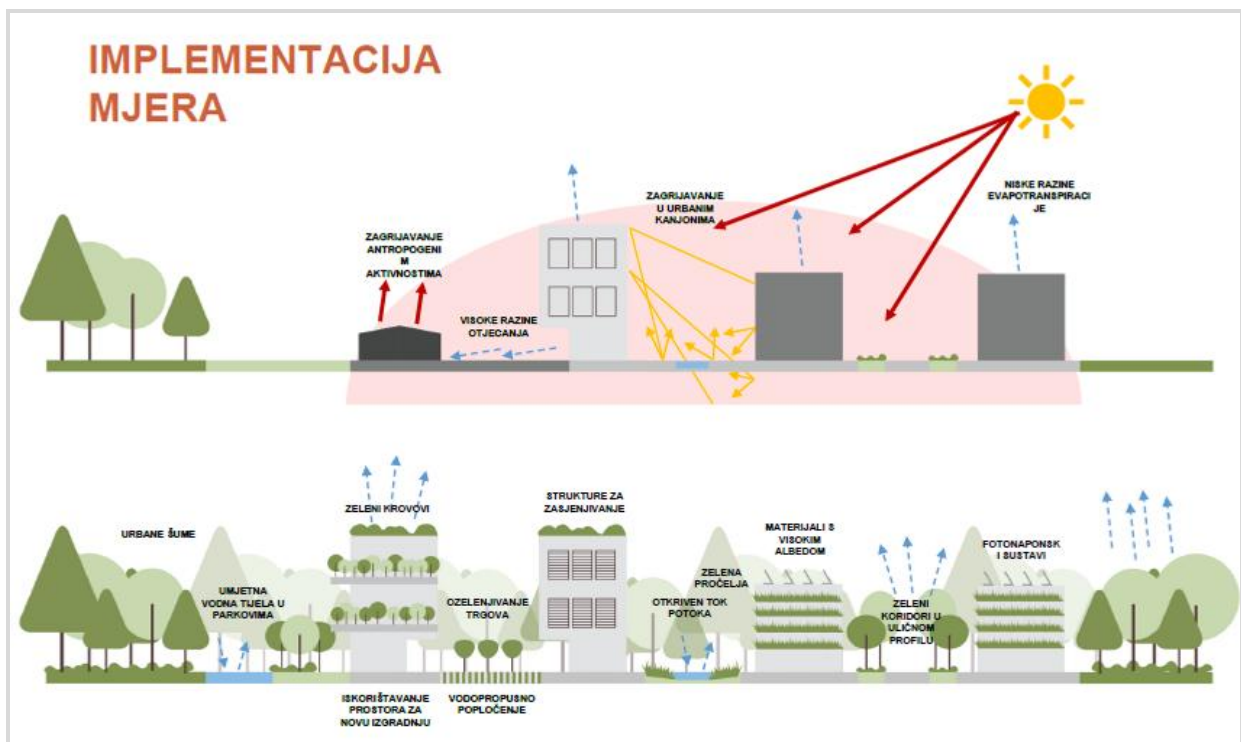 IMPLEMENTACIJA
MJERA
ZAGRIJAVANJE
ANTROPOGENI
M
AKTIVNOSTIMA
VISOKE RAZINE
OTJECANJA
ZAGRIJAVANJE
U URBANIM
KANJONIMA
NISKE RAZINE
EVAPOTRANSPIRACI
JE
URBANE ŠUME
UMJETNA
VODNA TIJELA U
PARKOVIMA
ZELENI KROVOVI
ISKORIŠTAVANJE
PROSTORA ZA
NOVU IZGRADNJU
OZELENJIVANJE
TRGOVA
VODOPROPUSNO
POPLOČENJE
STRUKTURE ZA
ZASJENJIVANJE
OTKRIVEN TOK
POTOKA
ZELENA
PROČELJA
MATERIJALI S
VISOKIM
ALBEDOM
ZELENI
KORIDORI U
ULIČNOM
PROFILU
FOTONAPONSK
I SUSTAVI